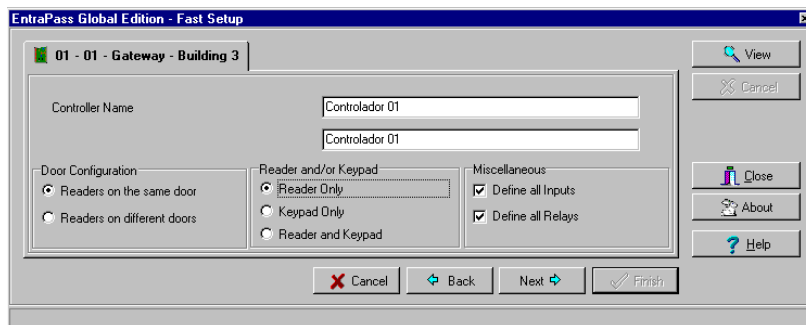 EntraPass Global Edition - Fast Setup
01 - 01 - Gateway - Building 3
View
Cancel
Controller Name
Controlador 01
Controlador 01
Door Configuration
Readers on the same door
Readers on different doors
Reader and/or Keypad
Reader Only
Keypad Only
Reader and Keypad
Miscellaneous
Define all Inputs
Define all Relays
Close
About
Help
Cancel
Back
Next
Finish